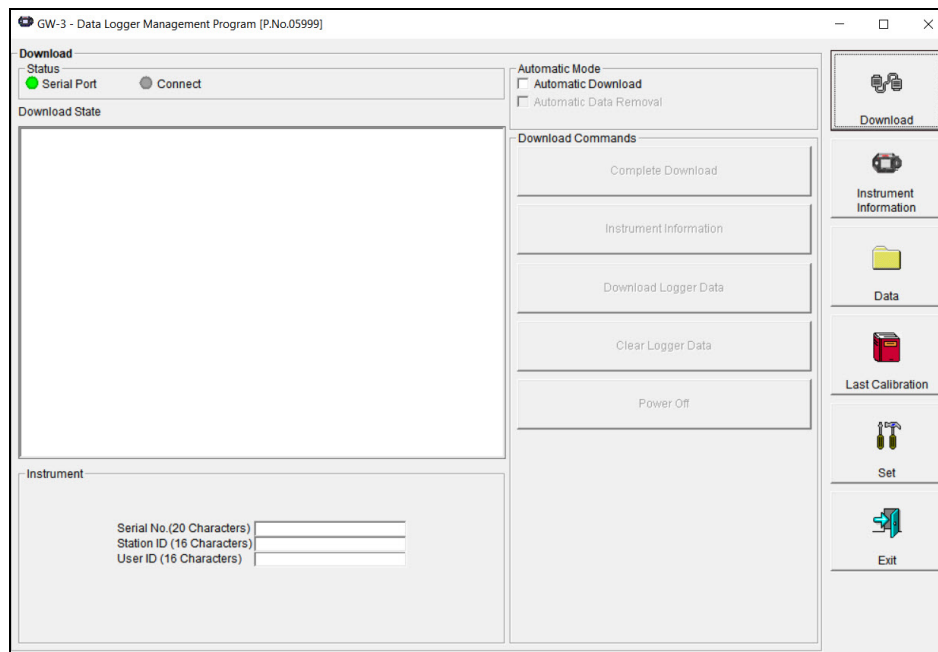 GW-3 - Data Logger Management Program [P.No.05999]
Download
Status
Serial Port
Connect
Download State
Instrument
Serial No.(20 Characters)
Station ID (16 Characters)
User ID (16 Characters)
Automatic Mode
Automatic Download
Automatic Data Removal
Download Commands
Complete Download
Instrument Information
Download Logger Data
Clear Logger Data
Power Off
Download
Instrument
Information
Data
Last Calibration
Set
Exit